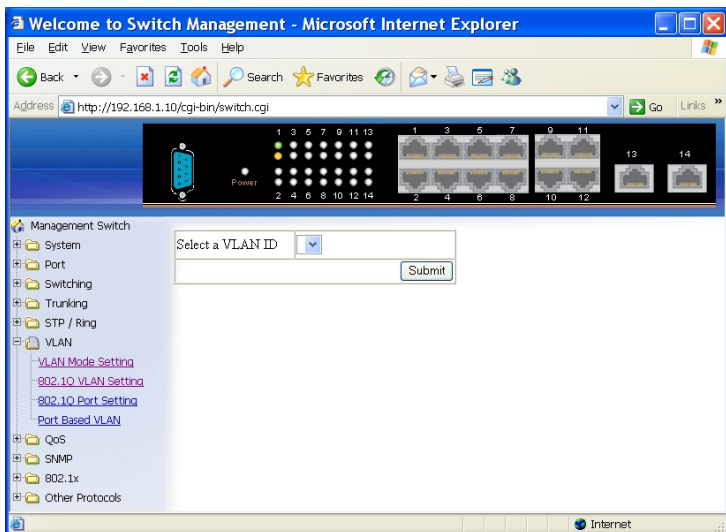 Welcome to Switch Management - Microsoft Internet Explorer
File Edit View Favorites Tools Help
Back Search Favorites
Address http://192.168.1.10/cgi-bin/switch.cgi Go Links »
1 3 5 7 9 11 13
Power
2 4 6 8 10 12 14
1 3 5 7 9 11
13 14
2 4 6 8 10 12
Management Switch
System
Port
Switching
Trunking
STP / Ring
VLAN
VLAN Mode Setting
802.1Q VLAN Setting
802.1Q Port Setting
Port Based VLAN
QoS
SNMP
802.1x
Other Protocols
Select a VLAN ID
Submit
Internet